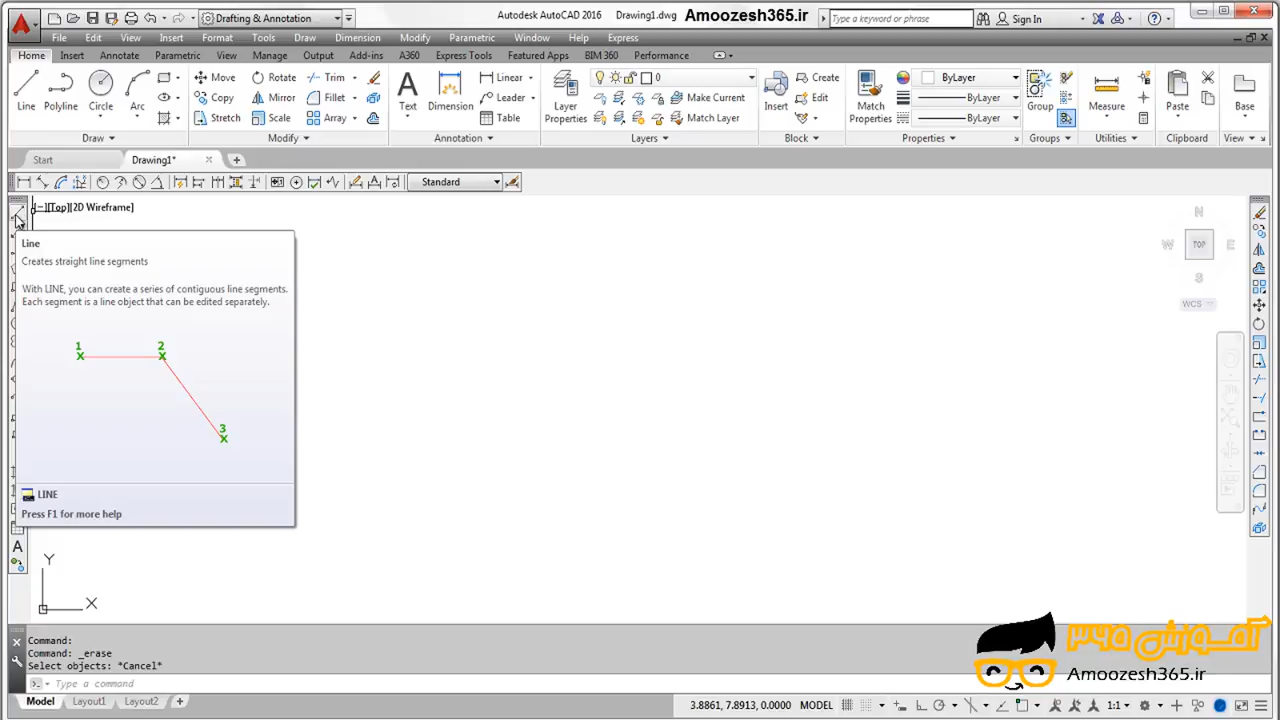 Drafting & Annotation
Autodesk AutoCAD 2016 Drawing1.dwg
Amoozesh365.ir
Type a keyword or phrase
Sign In
File Edit View Insert Format Tools Draw Dimension Modify Parametric Window Help Express
Home Insert Annotate Parametric View Manage Output Add-ins A360 Express Tools Featured Apps BIM 360 Performance
Line Polyline Circle Arc
Move Rotate Trim
Copy Mirror Fillet
Stretch Scale Array
Text Dimension
Linear
Leader
Table
Layer Properties
0
Make Current
Match Layer
Insert
Create
Edit
Match Properties
ByLayer
ByLayer
ByLayer
Group
Measure
Paste
Base
Draw Modify Annotation Layers Block Properties Groups Utilities Clipboard View
Start Drawing1*
Standard
[−][Top][2D Wireframe]
N
W TOP E
S
WCS
Line
Creates straight line segments
With LINE, you can create a series of contiguous line segments.
Each segment is a line object that can be edited separately.
1 2
3
LINE
Press F1 for more help
A
Y
X
Command:
Command: _erase
Select objects: *Cancel*
Type a command
آموزش ۳۶۵
Amoozesh365.ir
Model Layout1 Layout2
3.8861, 7.8913, 0.0000 MODEL
1:1